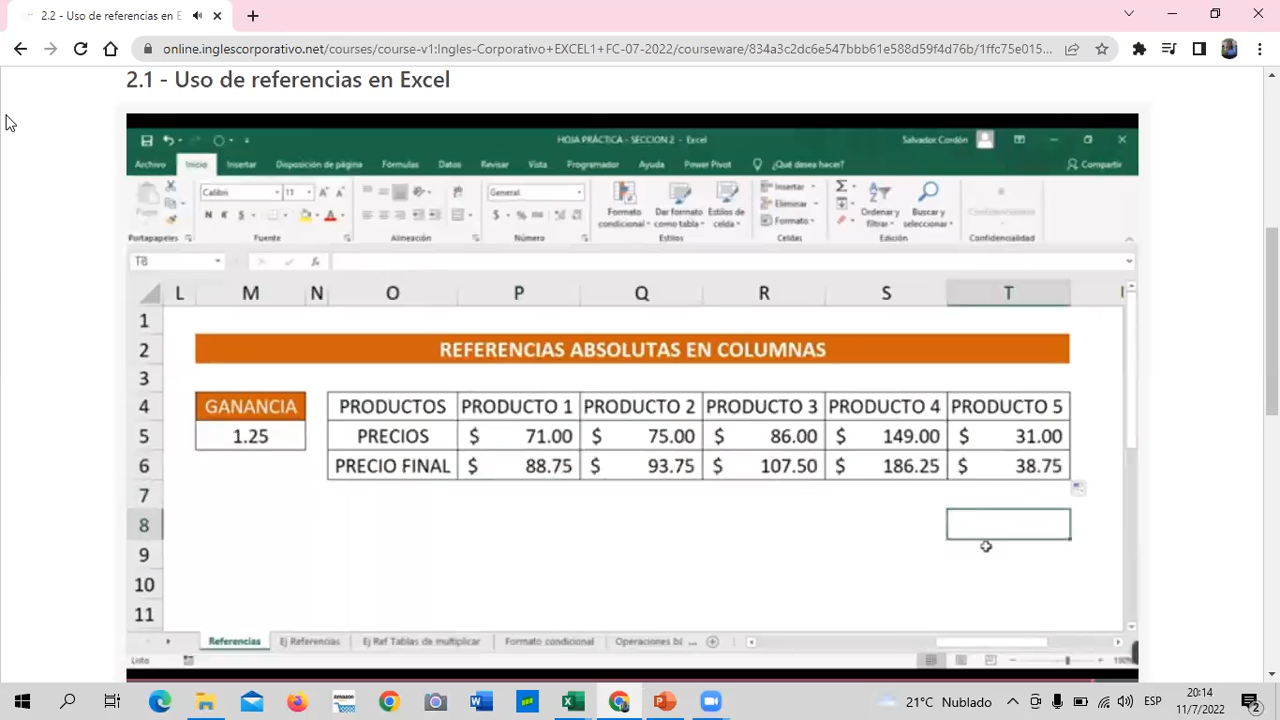 2.2 - Uso de referencias en E
online.inglescorporativo.net/courses/course-v1:Ingles-Corporativo+EXCEL1+FC-07-2022/courseware/834a3c2dc6e547bbb61e588d59f4d76b/1ffc75e015...
2.1 - Uso de referencias en Excel
HOJA PRÁCTICA - SECCION 2 - Excel
Salvador Cordón
Archivo Inicio Insertar Disposición de página Fórmulas Datos Revisar Vista Programador Ayuda Power Pivot ¿Qué desea hacer? Compartir
Pegar Calibri 11 N K S General $ % 000 Formato condicional Dar formato como tabla Estilos de celda Insertar Eliminar Formato Ordenar y filtrar Buscar y seleccionar Confidencialidad
Portapapeles Fuente Alineación Número Estilos Celdas Edición Confidencialidad
T8 fx
L M N O P Q R S T
1
2 REFERENCIAS ABSOLUTAS EN COLUMNAS
3
4 GANANCIA PRODUCTOS PRODUCTO 1 PRODUCTO 2 PRODUCTO 3 PRODUCTO 4 PRODUCTO 5
5 1.25 PRECIOS $ 71.00 $ 75.00 $ 86.00 $ 149.00 $ 31.00
6 PRECIO FINAL $ 88.75 $ 93.75 $ 107.50 $ 186.25 $ 38.75
7
8
9
10
11
Referencias Ej Referencias Ej Ref Tablas de multiplicar Formato condicional Operaciones bá ...
Listo 190%
21°C Nublado ESP 20:14
11/7/2022 2